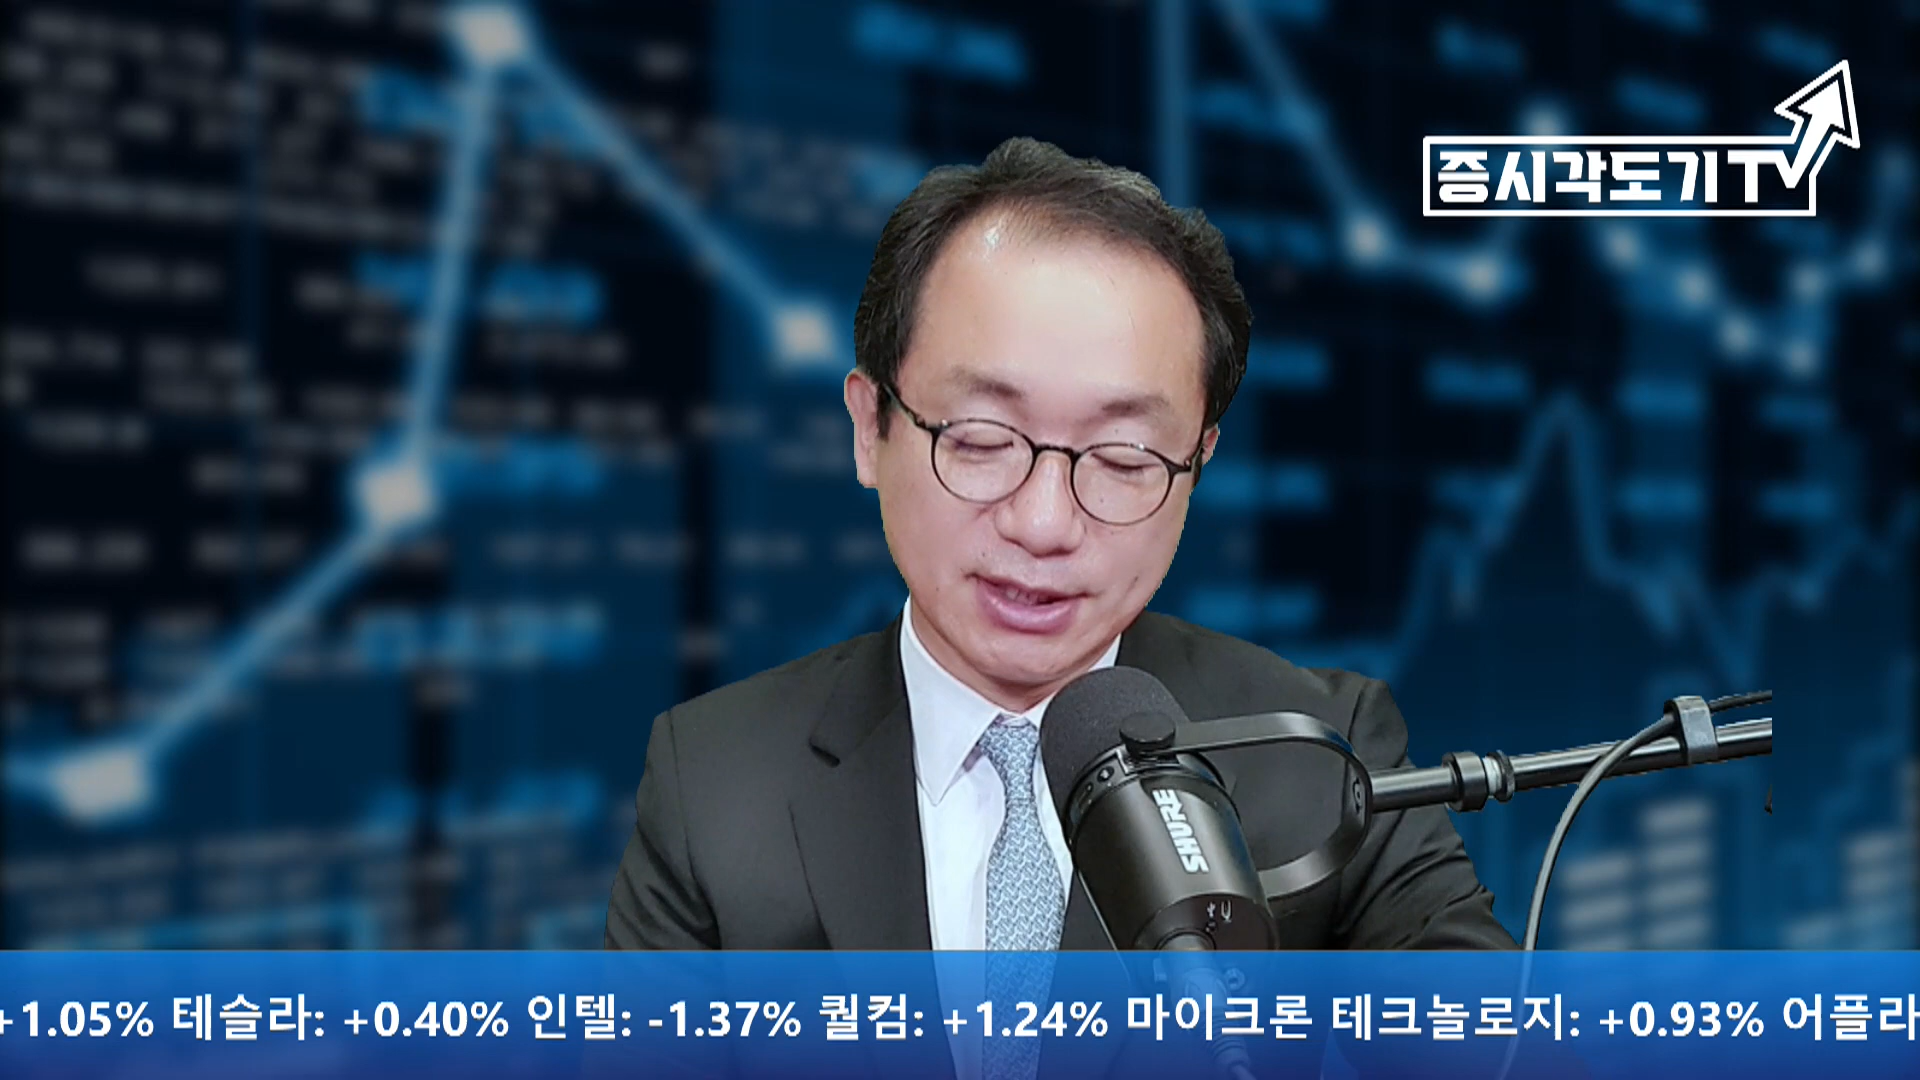 증시각도기TV
SHURE
+1.05% 테슬라: +0.40% 인텔: -1.37% 퀄컴: +1.24% 마이크론 테크놀로지: +0.93% 어플라